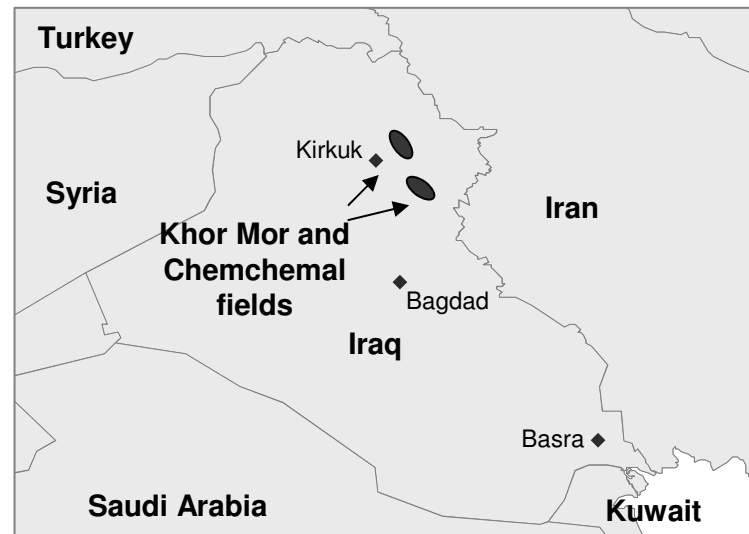 Turkey
Kirkuk
Syria
Iran
Khor Mor and
Chemchemal
fields
Bagdad
Iraq
Basra
Saudi Arabia
Kuwait